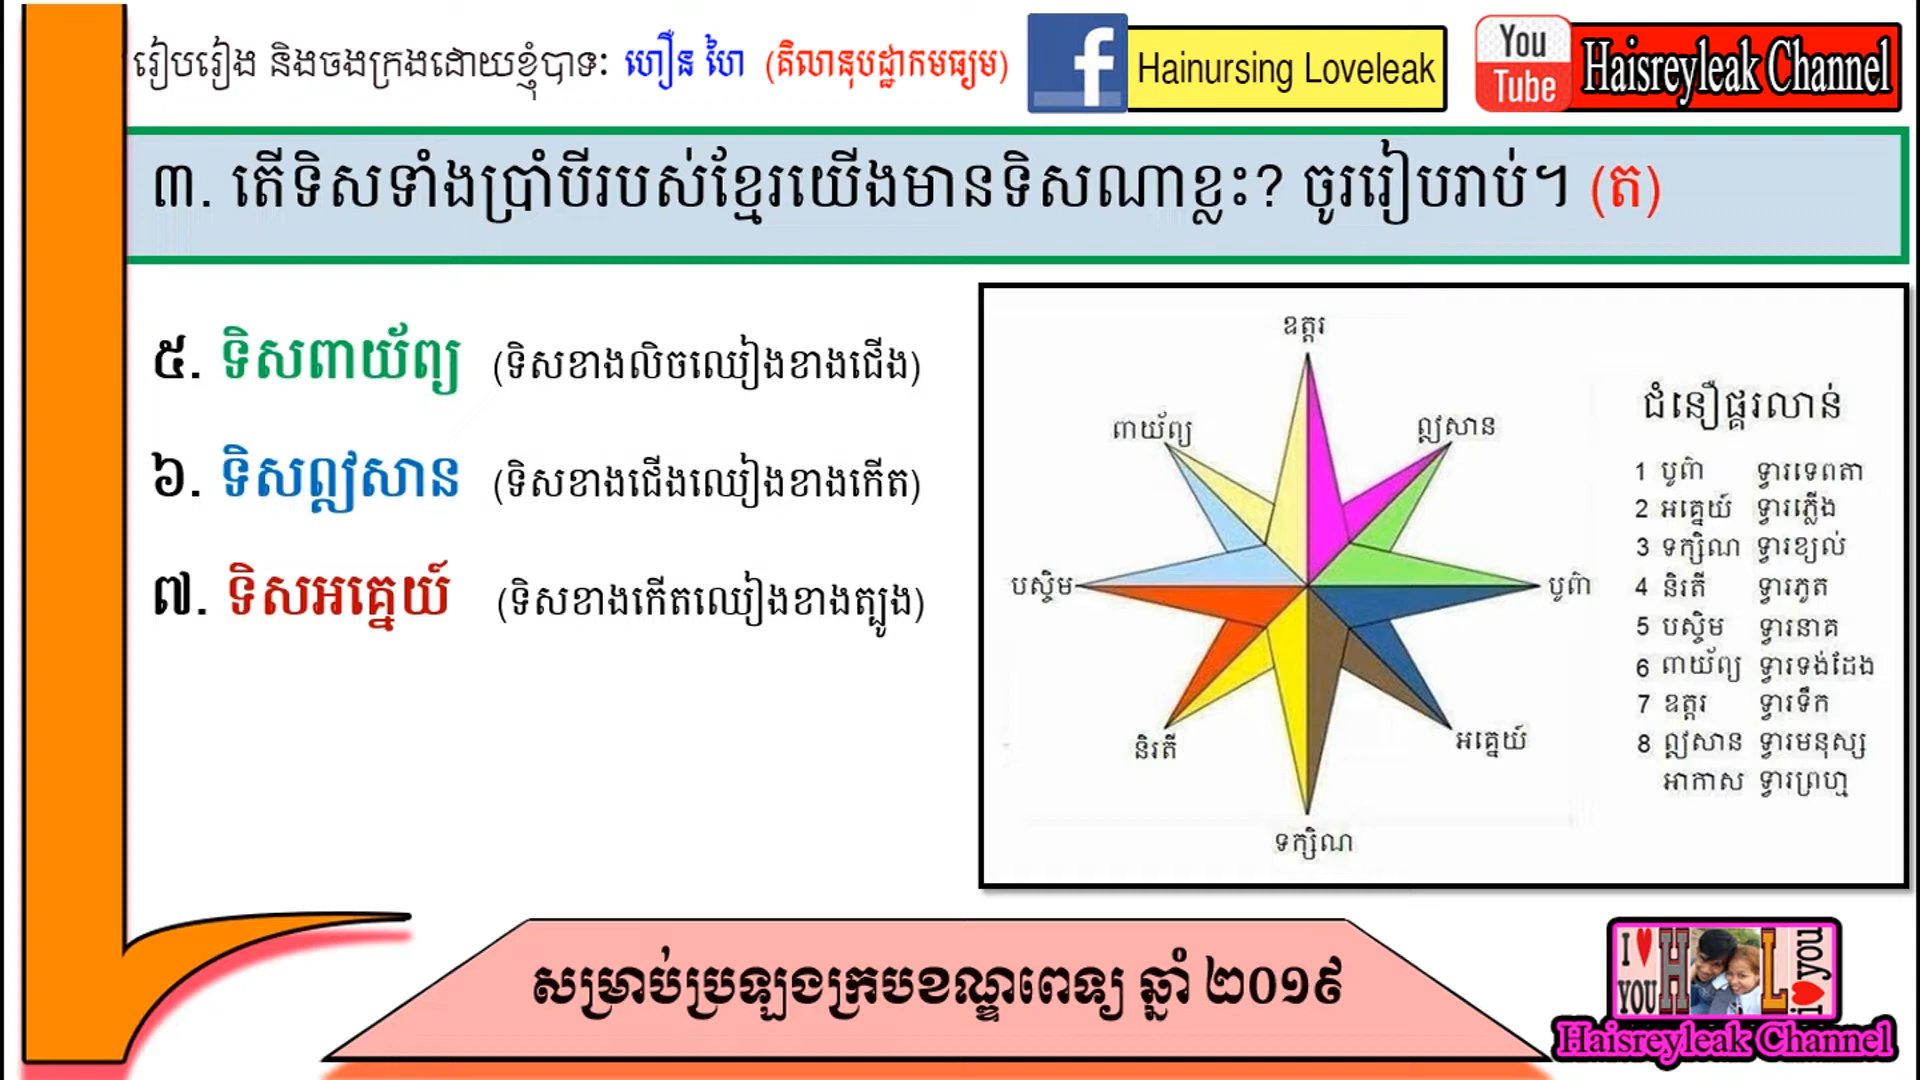 រៀបរៀង និងចងក្រងដោយខ្ញុំបាទៈ ហឿន ហៃ (គិលានុបដ្ឋាកមធ្យម)
Hainursing Loveleak
You Tube
Haisreyleak Channel
៣. តើទិសទាំងប្រាំបីរបស់ខ្មែរយើងមានទិសណាខ្លះ? ចូររៀបរាប់។ (ត)
៥. ទិសពាយ័ព្យ (ទិសខាងលិចឈៀងខាងជើង)
៦. ទិសឦសាន (ទិសខាងជើងឈៀងខាងកើត)
៧. ទិសអគ្នេយ៍ (ទិសខាងកើតឈៀងខាងត្បូង)
ឧត្តរ
ពាយ័ព្យ
ឦសាន
បស្ចិម
បូព៌ា
និរតី
អគ្នេយ៍
ទក្សិណ
ជំនឿផ្គរលាន់
1 បូព៌ា ទ្វារទេពតា
2 អគ្នេយ៍ ទ្វារភ្លើង
3 ទក្សិណ ទ្វារខ្យល់
4 និរតី ទ្វារភូត
5 បស្ចិម ទ្វារនាគ
6 ពាយ័ព្យ ទ្វារទង់ដែង
7 ឧត្តរ ទ្វារទឹក
8 ឦសាន ទ្វារមនុស្ស
អាកាស ទ្វារព្រហ្ម
សម្រាប់ប្រឡងក្របខណ្ឌពេទ្យ ឆ្នាំ ២០១៩
I ♥ YOU
H L
i ♥ you
Haisreyleak Channel